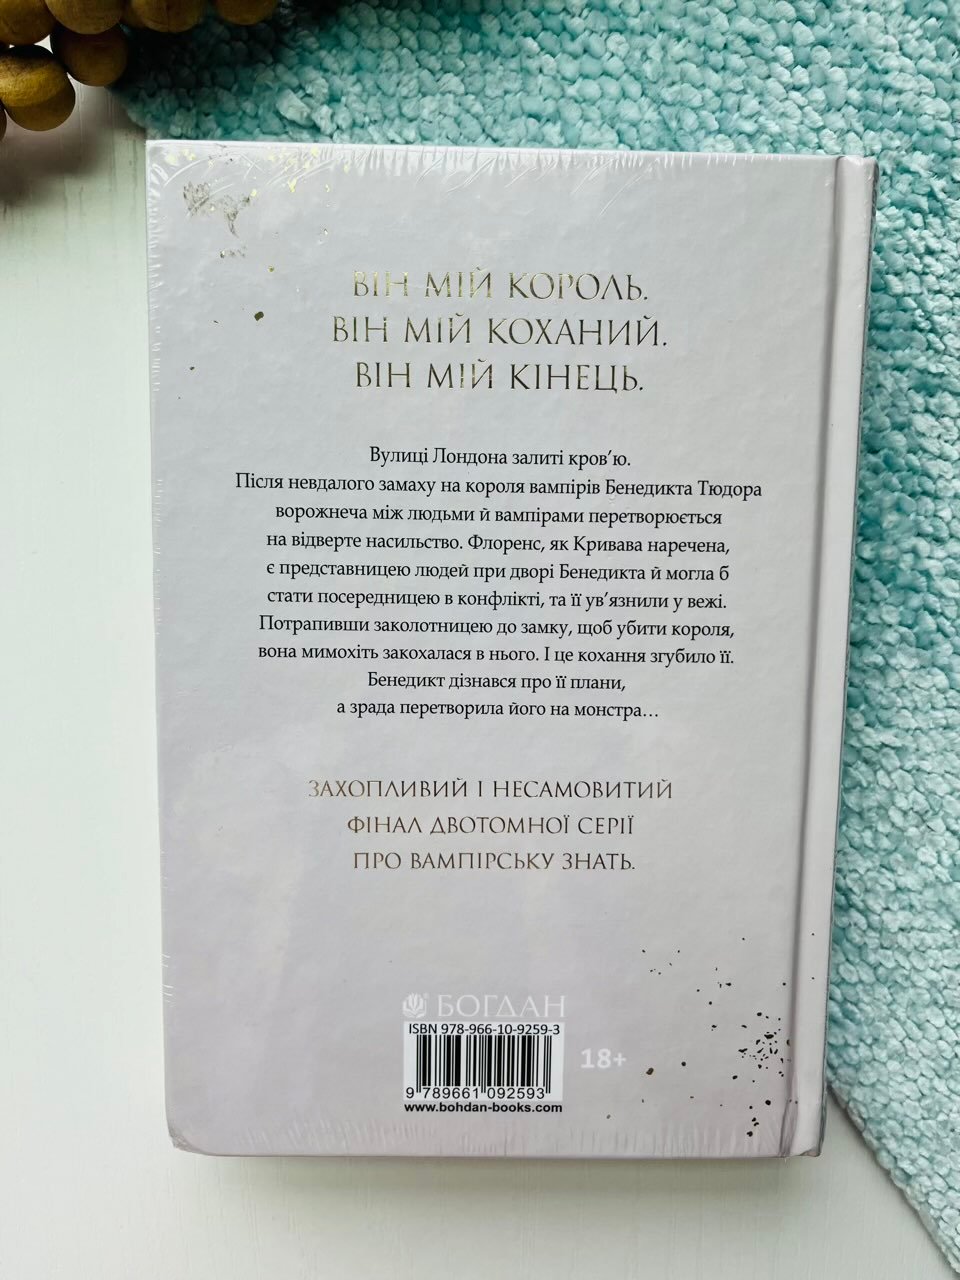 ВІН МІЙ КОРОЛЬ.
ВІН МІЙ КОХАНИЙ.
ВІН МІЙ КІНЕЦЬ.
Вулиці Лондона залиті кров’ю.
Після невдалого замаху на короля вампірів Бенедикта Тюдора
ворожнеча між людьми й вампірами перетворюється
на відверте насильство. Флоренс, як Кривава наречена,
є представницею людей при дворі Бенедикта й могла б
стати посередницею в конфлікті, та її ув’язнили у вежі.
Потрапивши заколотницею до замку, щоб убити короля,
вона мимохіть закохалася в нього. І це кохання згубило її.
Бенедикт дізнався про її плани,
а зрада перетворила його на монстра…
ЗАХОПЛИВИЙ І НЕСАМОВИТИЙ
ФІНАЛ ДВОТОМНОЇ СЕРІЇ
ПРО ВАМПІРСЬКУ ЗНАТЬ.
БОГДАН
ISBN 978-966-10-9259-3
18+
9 789661 092593
www.bohdan-books.com